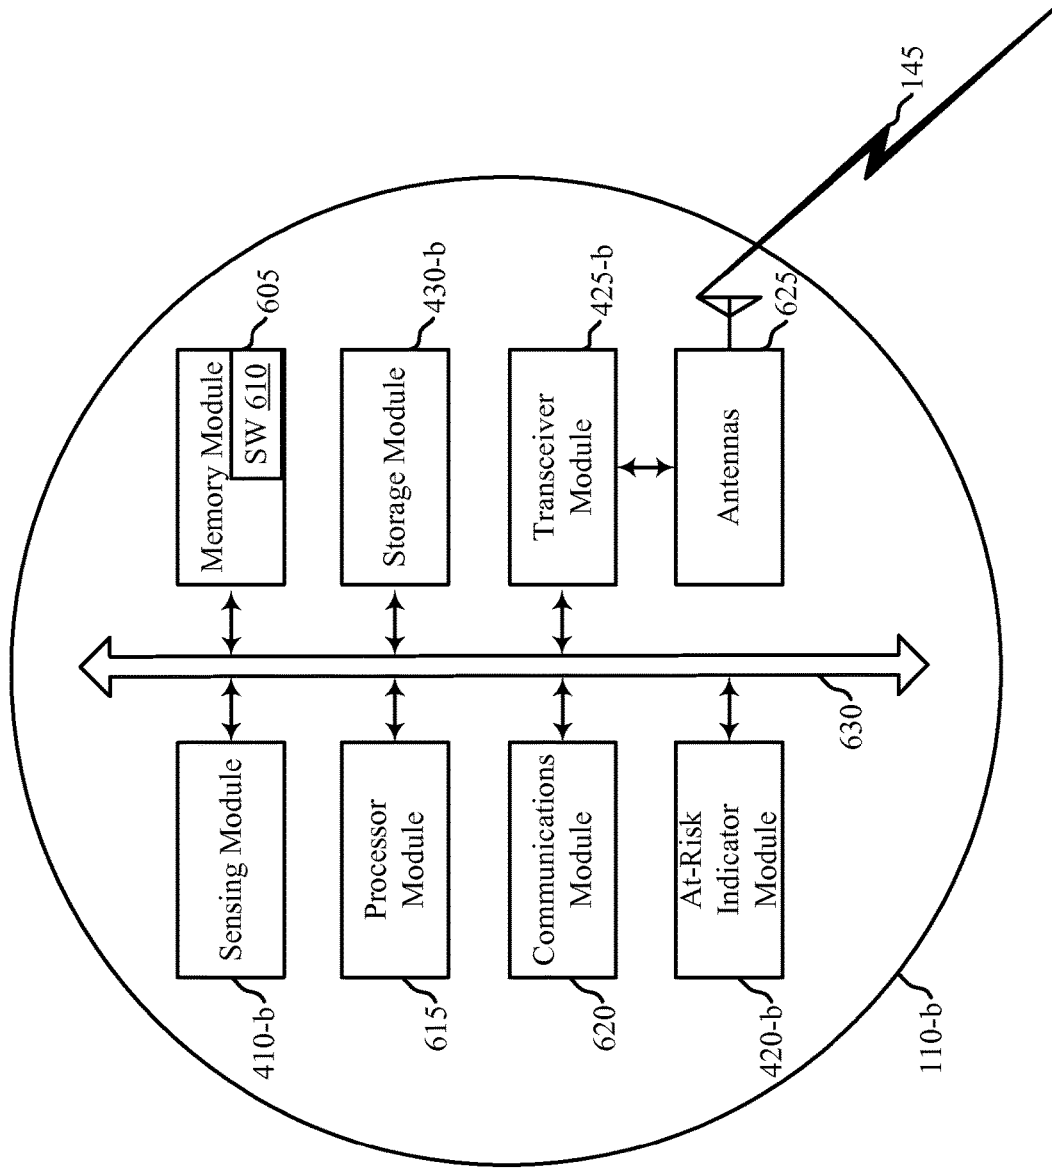 Sensing Module
410-b
Processor
Module
615
Communications
Module
620
At-Risk
Indicator
Module
420-b
Memory Module
SW 610
605
Storage Module
430-b
Transceiver
Module
425-b
Antennas
625
630
110-b
145